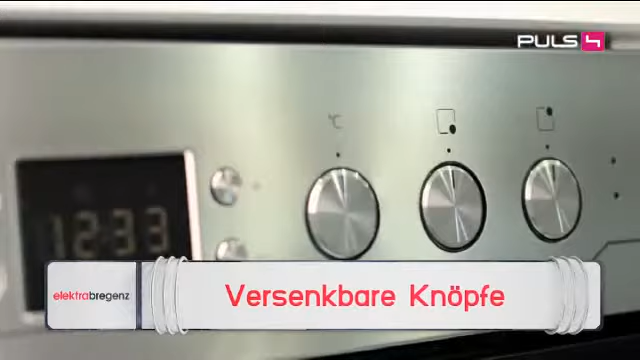 PULS 4
°C
12:33
elektrabregenz
Versenkbare Knöpfe